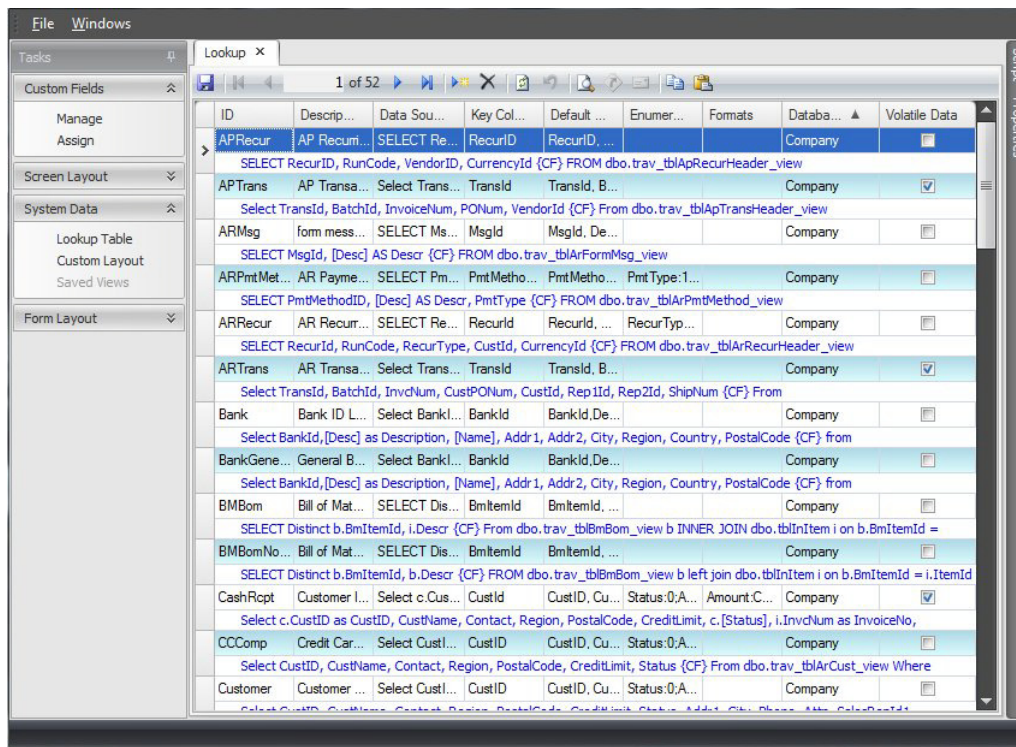 File Windows
Tasks
Lookup ×
Script Properties
1 of 52
Custom Fields
Manage
Assign
Screen Layout
System Data
Lookup Table
Custom Layout
Saved Views
Form Layout
ID Descrip... Data Sou... Key Col... Default ... Enumer... Formats Databa... Volatile Data
APRecur AP Recurri... SELECT Re... RecurID RecurID, ... Company
SELECT RecurID, RunCode, VendorID, CurrencyId {CF} FROM dbo.trav_tblApRecurHeader_view
APTrans AP Transa... Select Trans... TransId TransId, B... Company
Select TransId, BatchId, InvoiceNum, PONum, VendorId {CF} From dbo.trav_tblApTransHeader_view
ARMsg form mess... SELECT Ms... MsgId MsgId, De... Company
SELECT MsgId, [Desc] AS Descr {CF} FROM dbo.trav_tblArFormMsg_view
ARPmtMet... AR Payme... SELECT Pm... PmtMetho... PmtMetho... PmtType:1... Company
SELECT PmtMethodID, [Desc] AS Descr, PmtType {CF} FROM dbo.trav_tblArPmtMethod_view
ARRecur AR Recurr... SELECT Re... RecurId RecurId, ... RecurTyp... Company
SELECT RecurId, RunCode, RecurType, CustId, CurrencyId {CF} FROM dbo.trav_tblArRecurHeader_view
ARTrans AR Transa... Select Trans... TransId TransId, B... Company
Select TransId, BatchId, InvcNum, CustPONum, CustId, Rep1Id, Rep2Id, ShipNum {CF} From
Bank Bank ID L... Select BankI... BankId BankId,De... Company
Select BankId,[Desc] as Description, [Name], Addr1, Addr2, City, Region, Country, PostalCode {CF} from
BankGene... General B... Select BankI... BankId BankId,De... Company
Select BankId,[Desc] as Description, [Name], Addr1, Addr2, City, Region, Country, PostalCode {CF} from
BMBom Bill of Mat... SELECT Dis... BmItemId BmItemId, ... Company
SELECT Distinct b.BmItemId, i.Descr {CF} From dbo.trav_tblBmBom_view b INNER JOIN dbo.tblInItem i on b.BmItemId =
BMBomNo... Bill of Mat... SELECT Dis... BmItemId BmItemId, ... Company
SELECT Distinct b.BmItemId, b.Descr {CF} FROM dbo.trav_tblBmBom_view b left join dbo.tblInItem i on b.BmItemId = i.ItemId
CashRcpt Customer I... Select c.Cus... CustId CustID, Cu... Status:0;A... Amount:C... Company
Select c.CustID as CustID, CustName, Contact, Region, PostalCode, CreditLimit, c.[Status], i.InvcNum as InvoiceNo,
CCComp Credit Car... Select CustI... CustID CustID, Cu... Status:0;A... Company
Select CustID, CustName, Contact, Region, PostalCode, CreditLimit, Status {CF} From dbo.trav_tblArCust_view Where
Customer Customer ... Select CustI... CustID CustID, Cu... Status:0;A... Company
Select CustID, CustName, Contact, Region, PostalCode, CreditLimit, Status, Addr1, City, Phone, Attn, SalesRepId1,